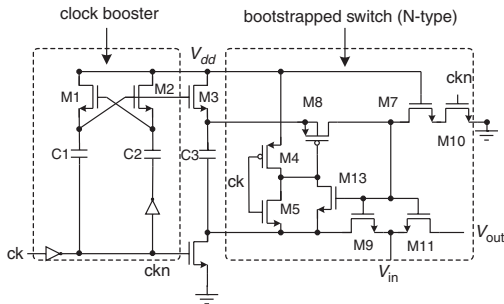 clock booster
bootstrapped switch (N-type)
Vdd
ckn
M1
M2
M3
M8
M7
M10
C1
C2
C3
M4
ck
M13
M5
M9
M11
Vout
ck
ckn
Vin